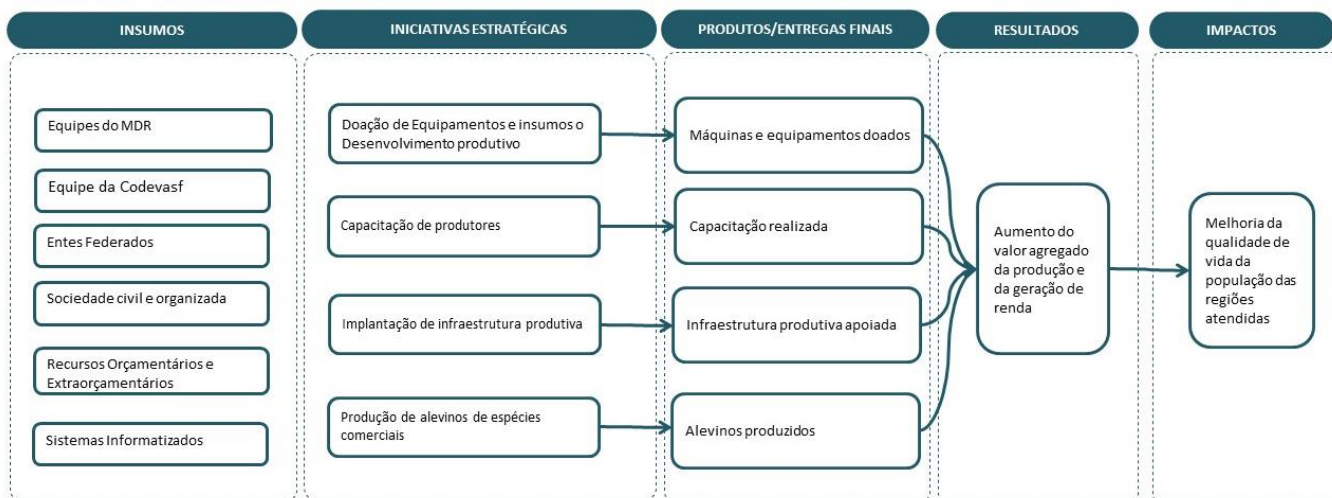 INSUMOS
Equipes do MDR
Equipe da Codevasf
Entes Federados
Sociedade civil e organizada
Recursos Orçamentários e
Extraorçamentários
Sistemas Informatizados
INICIATIVAS ESTRATÉGICAS
Doação de Equipamentos e insumos o
Desenvolvimento produtivo
Capacitação de produtores
Implantação de infraestrutura produtiva
Produção de alevinos de espécies
comerciais
PRODUTOS/ENTREGAS FINAIS
Máquinas e equipamentos doados
Capacitação realizada
Infraestrutura produtiva apoiada
Alevinos produzidos
RESULTADOS
Aumento do
valor agregado
da produção e
da geração de
renda
IMPACTOS
Melhoria da
qualidade de
vida da
população das
regiões
atendidas